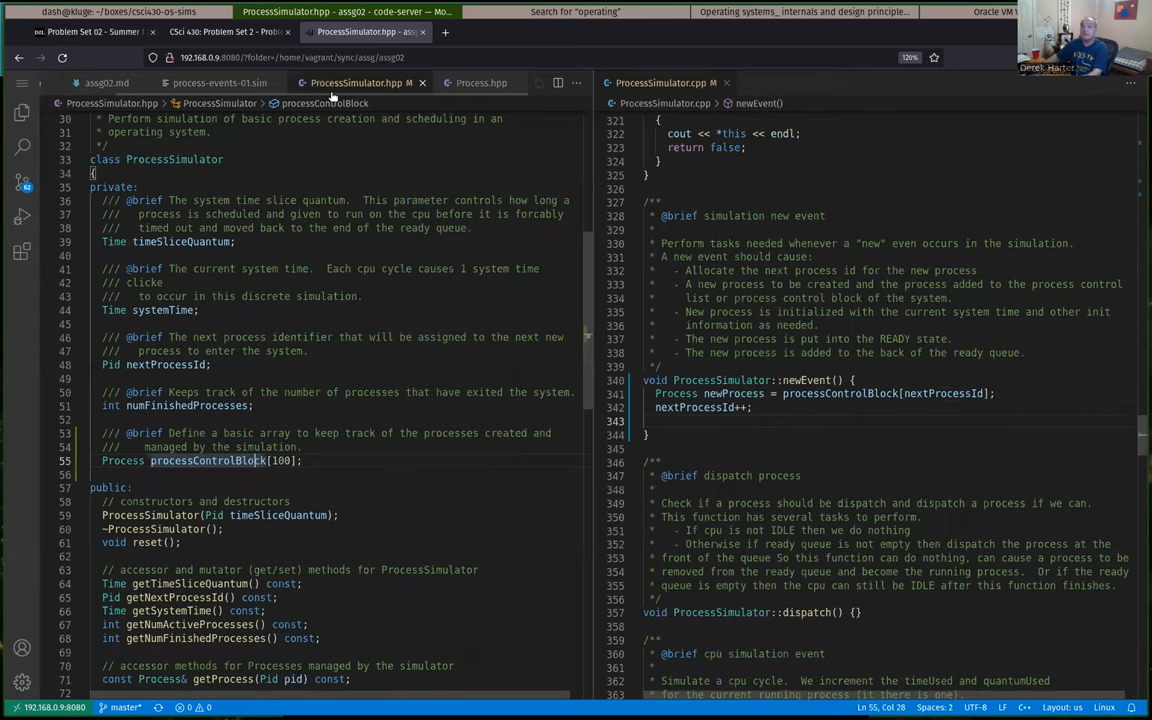 dash@kluge: ~/boxes/csci430-os-sims
ProcessSimulator.hpp - assg02 - code-server — Mo...
Search for "operating"
Operating systems_ internals and design principle...
Oracle VM V
Problem Set 02 - Summer
CSci 430: Problem Set 2 - Proble
ProcessSimulator.hpp - assg
192.168.0.9:8080/?folder=/home/vagrant/sync/assg/assg02
120%
Derek Harter
assg02.md
process-events-01.sim
ProcessSimulator.hpp M
Process.hpp
ProcessSimulator.cpp M
ProcessSimulator.hpp > ProcessSimulator > processControlBlock
ProcessSimulator.cpp > newEvent()
30 * Perform simulation of basic process creation and scheduling in an
31 * operating system.
32 */
33 class ProcessSimulator
34 {
35 private:
36 /// @brief The system time slice quantum. This parameter controls how long a
37 /// process is scheduled and given to run on the cpu before it is forcably
38 /// timed out and moved back to the end of the ready queue.
39 Time timeSliceQuantum;
40
41 /// @brief The current system time. Each cpu cycle causes 1 system time
42 /// clicke
43 to occur in this discrete simulation.
44 Time systemTime;
45
46 /// @brief The next process identifier that will be assigned to the next new
47 /// process to enter the system.
48 Pid nextProcessId;
49
50 /// @brief Keeps track of the number of processes that have exited the system.
51 int numFinishedProcesses;
52
53 /// @brief Define a basic array to keep track of the processes created and
54 /// managed by the simulation.
55 Process processControlBlock[100];
56
57 public:
58 // constructors and destructors
59 ProcessSimulator(Pid timeSliceQuantum);
60 ~ProcessSimulator();
61 void reset();
62
63 // accessor and mutator (get/set) methods for ProcessSimulator
64 Time getTimeSliceQuantum() const;
65 Pid getNextProcessId() const;
66 Time getSystemTime() const;
67 int getNumActiveProcesses() const;
68 int getNumFinishedProcesses() const;
69
70 // accessor methods for Processes managed by the simulator
71 const Process& getProcess(Pid pid) const;
72
321 {
322 cout << *this << endl;
323 return false;
324 }
325 }
326
327 /**
328 * @brief simulation new event
329 *
330 * Perform tasks needed whenever a "new" even occurs in the simulation.
331 * A new event should cause:
332 * - Allocate the next process id for the new process
333 * - A new process to be created and the process added to the process control
334 * list or process control block of the system.
335 * - New process is initialized with the current system time and other init
336 * information as needed.
337 * - The new process is put into the READY state.
338 * - The new process is added to the back of the ready queue.
339 */
340 void ProcessSimulator::newEvent() {
341 Process newProcess = processControlBlock[nextProcessId];
342 nextProcessId++;
343
344 }
345
346 /**
347 * @brief dispatch process
348 *
349 * Check if a process should be dispatch and dispatch a process if we can.
350 * This function has several tasks to perform.
351 * - If cpu is not IDLE then we do nothing
352 * - Otherwise if ready queue is not empty then dispatch the process at the
353 * front of the queue So this function can do nothing, can cause a process to be
354 * removed from the ready queue and become the running process. Or if the ready
355 * queue is empty then the cpu can still be IDLE after this function finishes.
356 */
357 void ProcessSimulator::dispatch() {}
358
359 /**
360 * @brief cpu simulation event
361 *
362 * Simulate a cpu cycle. We increment the timeUsed and quantumUsed
363 * for the current running process (it there is one).
62
192.168.0.9:8080
master*
0 0
Ln 55, Col 28
Spaces: 2
UTF-8
LF
C++
Layout: us
Linux